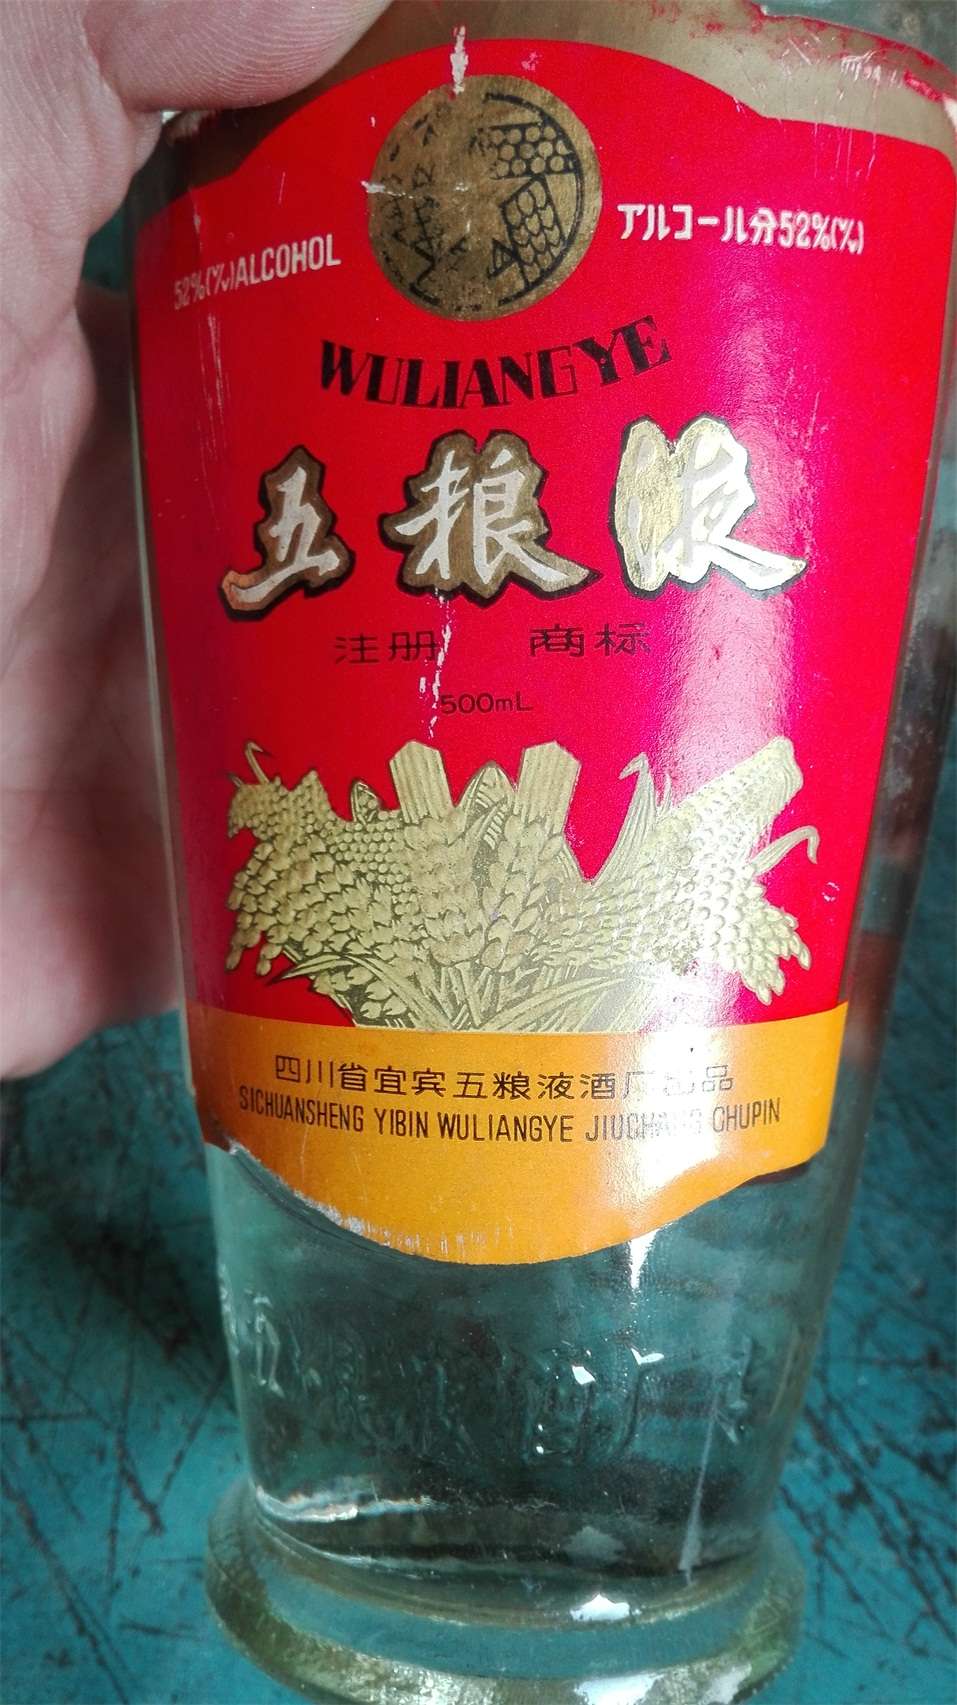 52%(%)ALCOHOL
アルコール分52%(%)
WULIANGYE
五粮液
注册 商标
500mL
四川省宜宾五粮液酒厂出品
SICHUANSHENG YIBIN WULIANGYE JIUCHANG CHUPIN